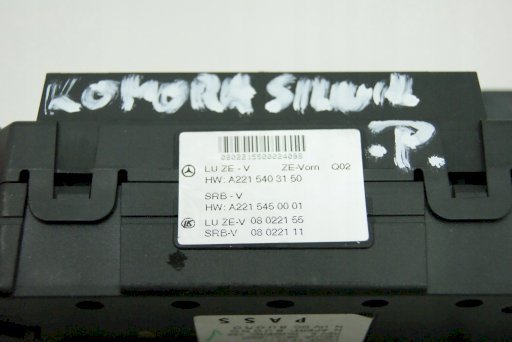 KOMORA SILNIK
.P.
0802215500024098
LU ZE - V ZE-Vorn Q02
HW: A221 540 31 50
SRB - V
HW: A221 545 00 01
LU ZE-V 08 0221 55
SRB-V 08 0221 11
PASS